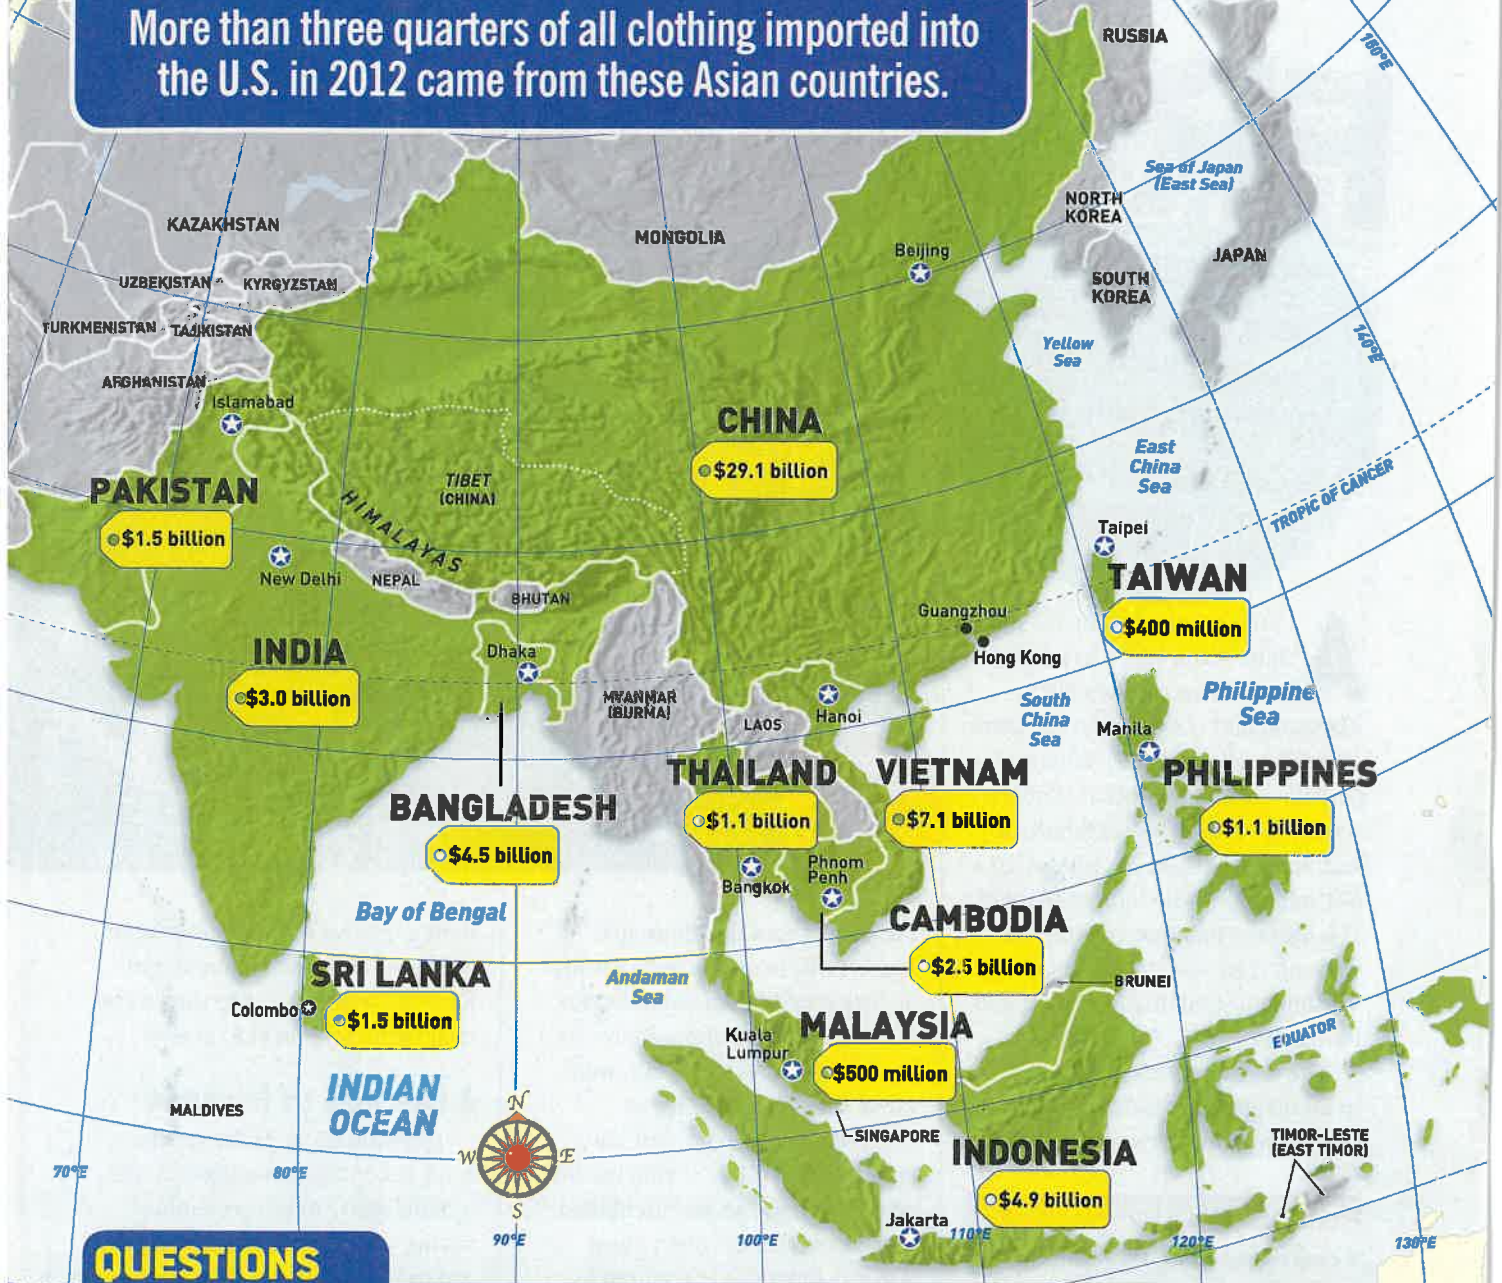 More than three quarters of all clothing imported into
the U.S. in 2012 came from these Asian countries.
RUSSIA
150°E
Sea of Japan
(East Sea)
NORTH
KOREA
KAZAKHSTAN
MONGOLIA
Beijing
JAPAN
UZBEKISTAN
KYRGYZSTAN
SOUTH
KOREA
TURKMENISTAN
TAJIKISTAN
Yellow
Sea
140°E
AFGHANISTAN
Islamabad
CHINA
$29.1 billion
East
China
Sea
TIBET
(CHINA)
HIMALAYAS
PAKISTAN
$1.5 billion
TROPIC OF CANCER
Taipei
TAIWAN
$400 million
New Delhi
NEPAL
BHUTAN
Guangzhou
Hong Kong
INDIA
$3.0 billion
Dhaka
MYANMAR
(BURMA)
Hanoi
LAOS
South
China
Sea
Philippine
Sea
Manila
THAILAND
$1.1 billion
VIETNAM
$7.1 billion
PHILIPPINES
$1.1 billion
BANGLADESH
$4.5 billion
Bangkok
Phnom
Penh
Bay of Bengal
CAMBODIA
$2.5 billion
SRI LANKA
$1.5 billion
Colombo
Andaman
Sea
BRUNEI
Kuala
Lumpur
MALAYSIA
$500 million
EQUATOR
INDIAN
OCEAN
MALDIVES
N
W
E
S
SINGAPORE
INDONESIA
$4.9 billion
TIMOR-LESTE
(EAST TIMOR)
Jakarta
70°E
80°E
90°E
100°E
110°E
120°E
130°E
QUESTIONS